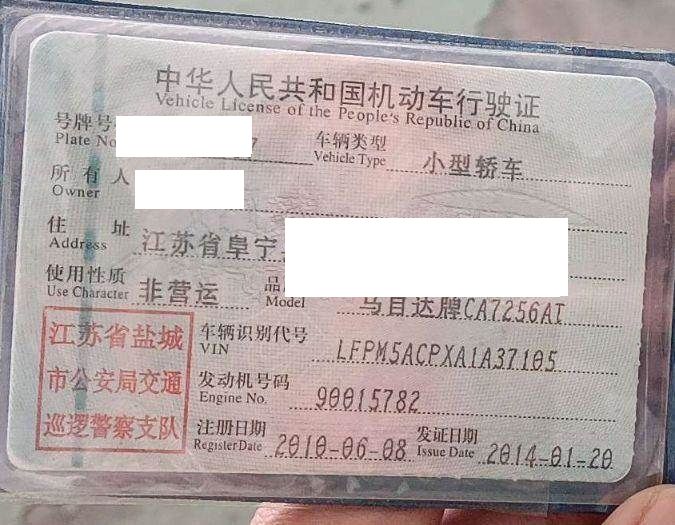 中华人民共和国机动车行驶证
Vehicle License of the People's Republic of China
号牌号
Plate No
7
车辆类型
Vehicle Type
小型轿车
所有人
Owner
住址
Address
江苏省阜宁
使用性质
Use Character
非营运
品
Model
马自达牌CA7256AT
江苏省盐城
市公安局交通
巡逻警察支队
车辆识别代号
VIN
LFPM5ACPXA1A37105
发动机号码
Engine No.
90015782
注册日期
Register Date
2010-06-08
发证日期
Issue Date
2014-01-20